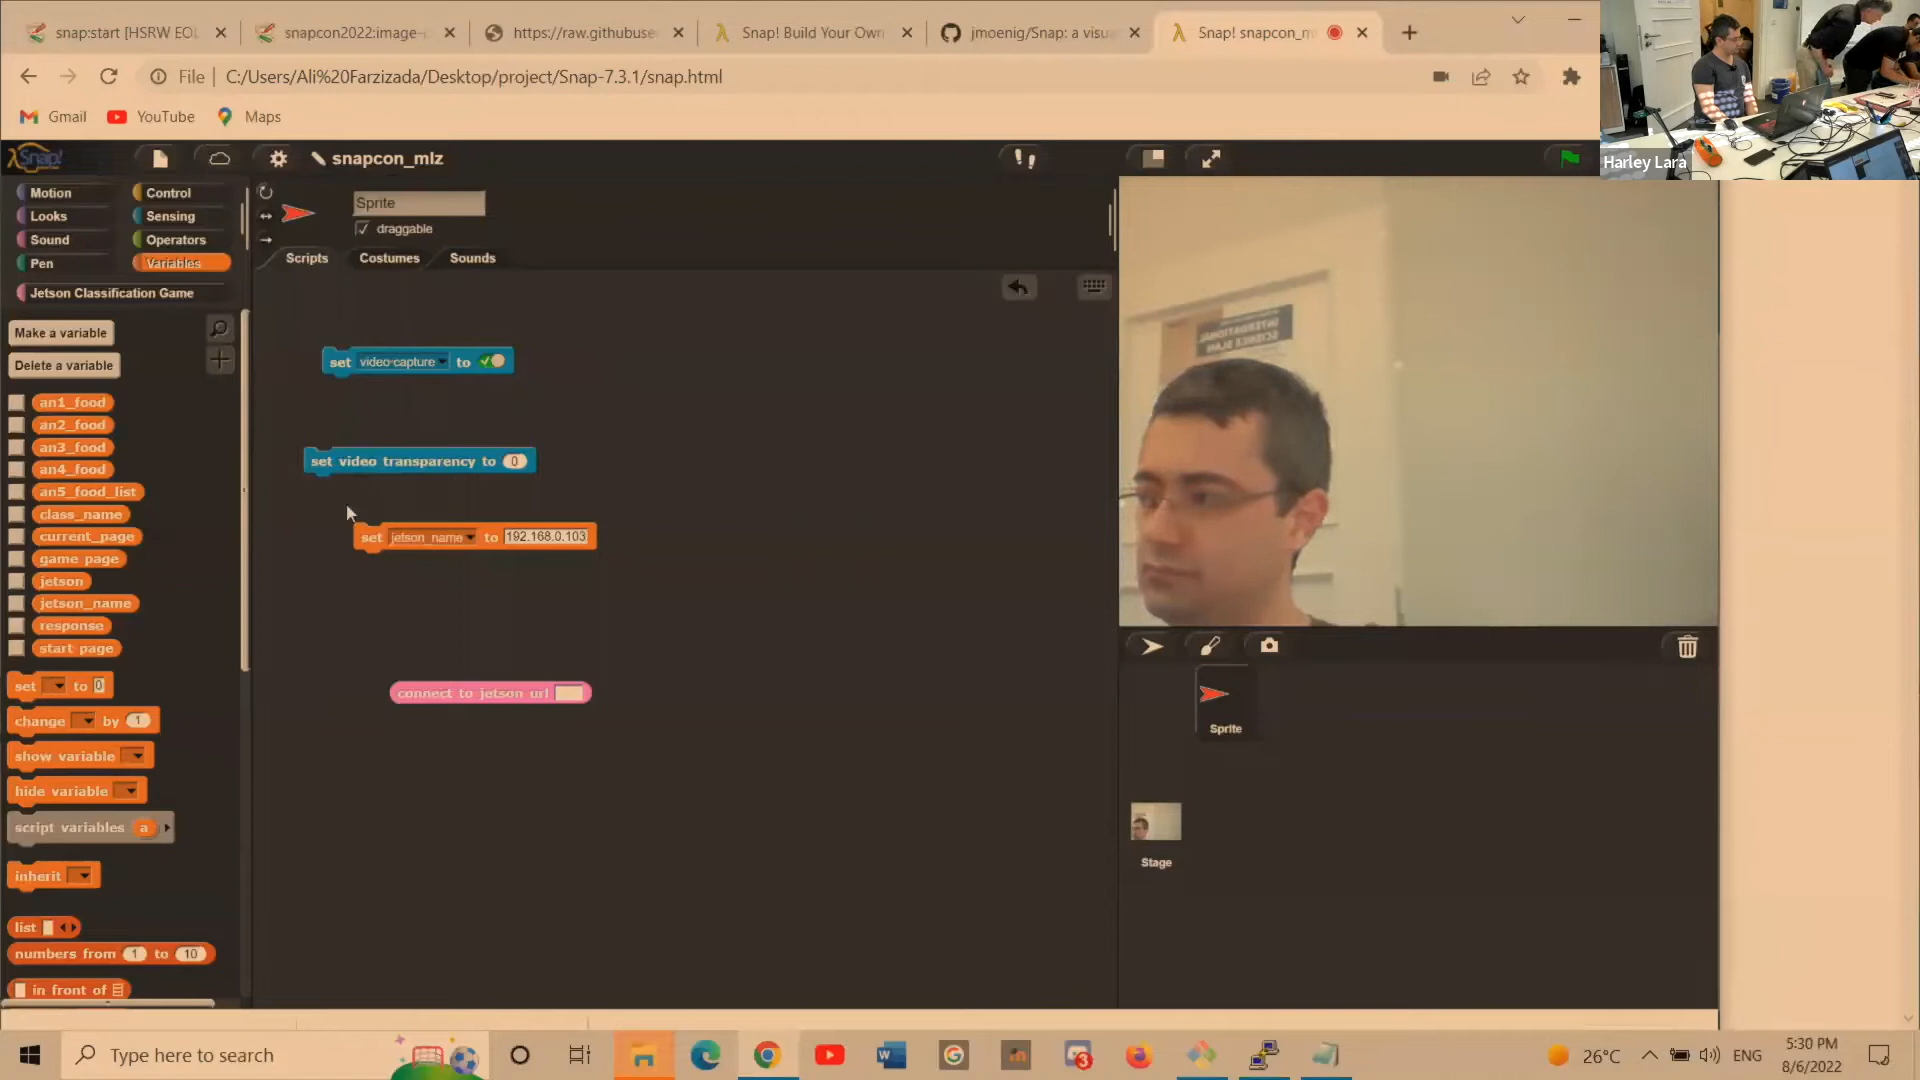 snap:start [HSRW EOL
snapcon2022:image-
https://raw.githubuse
Snap! Build Your Own
jmoenig/Snap: a visua
Snap! snapcon_m
File
C:/Users/Ali%20Farzizada/Desktop/project/Snap-7.3.1/snap.html
Gmail
YouTube
Maps
Harley Lara
Snap!
snapcon_mlz
Motion
Control
Looks
Sensing
Sound
Operators
Pen
Variables
Jetson Classification Game
Sprite
draggable
Scripts
Costumes
Sounds
Make a variable
Delete a variable
an1_food
an2_food
an3_food
an4_food
an5_food_list
class_name
current_page
game page
jetson
jetson_name
response
start page
set to 0
change by 1
show variable
hide variable
script variables a
inherit
list
numbers from 1 to 10
in front of
set video capture to
set video transparency to 0
set jetson_name to 192.168.0.103
connect to jetson url
INTERNATIONAL
SCIENCE SLAM
Sprite
Stage
Type here to search
3
26°C
ENG
5:30 PM
8/6/2022